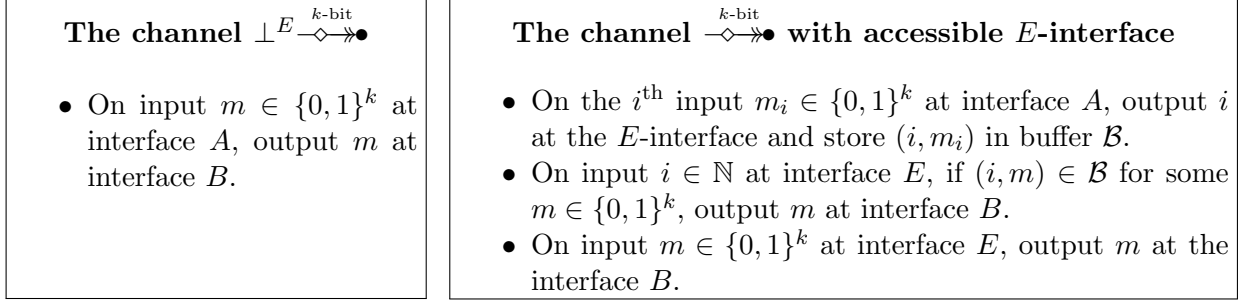 k-bit
The channel ⊥^E —◇—↠●
• On input m ∈ {0, 1}^k at
interface A, output m at
interface B.
k-bit
The channel —◇—↠● with accessible E-interface
• On the i^th input m_i ∈ {0, 1}^k at interface A, output i
at the E-interface and store (i, m_i) in buffer ℬ.
• On input i ∈ ℕ at interface E, if (i, m) ∈ ℬ for some
m ∈ {0, 1}^k, output m at interface B.
• On input m ∈ {0, 1}^k at interface E, output m at the
interface B.